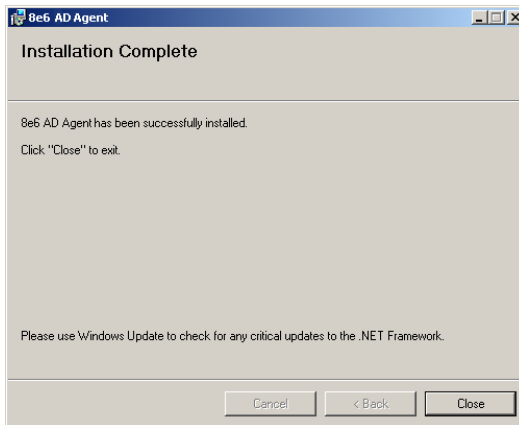 8e6 AD Agent
Installation Complete
8e6 AD Agent has been successfully installed.
Click "Close" to exit.
Please use Windows Update to check for any critical updates to the .NET Framework.
Cancel
< Back
Close